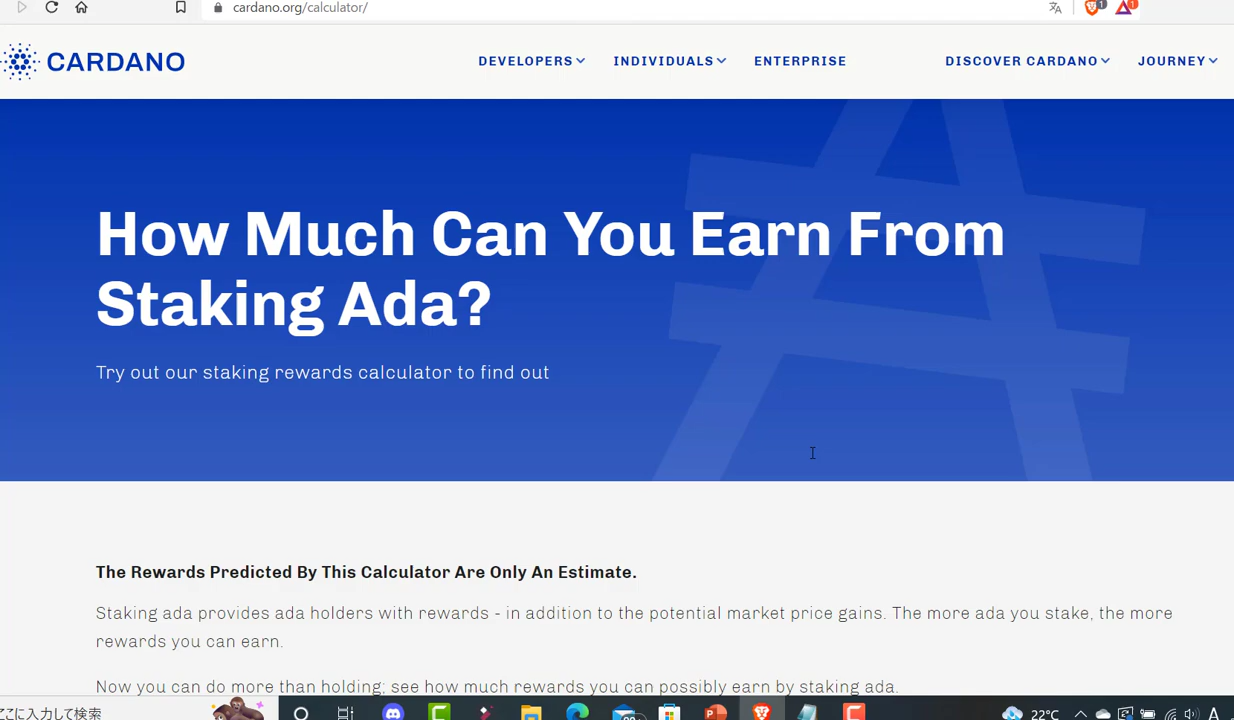 cardano.org/calculator/
1
1
CARDANO
DEVELOPERS
INDIVIDUALS
ENTERPRISE
DISCOVER CARDANO
JOURNEY
How Much Can You Earn From
Staking Ada?
Try out our staking rewards calculator to find out
The Rewards Predicted By This Calculator Are Only An Estimate.
Staking ada provides ada holders with rewards - in addition to the potential market price gains. The more ada you stake, the more
rewards you can earn.
Now you can do more than holding; see how much rewards you can possibly earn by staking ada.
ここに入力して検索
22°C
A